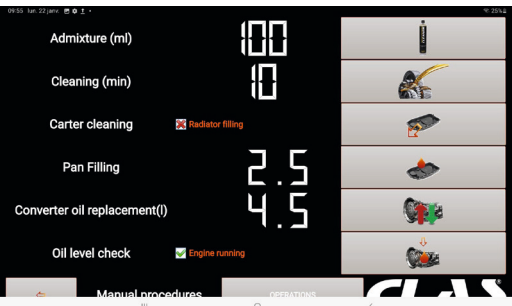 09:55 lun. 22 janv.
25%
Admixture (ml) 100
Cleaning (min) 10
Carter cleaning Radiator filling
Pan Filling 2.5
Converter oil replacement(l) 4.5
Oil level check Engine running
Manual procedures OPERATIONS CLAS